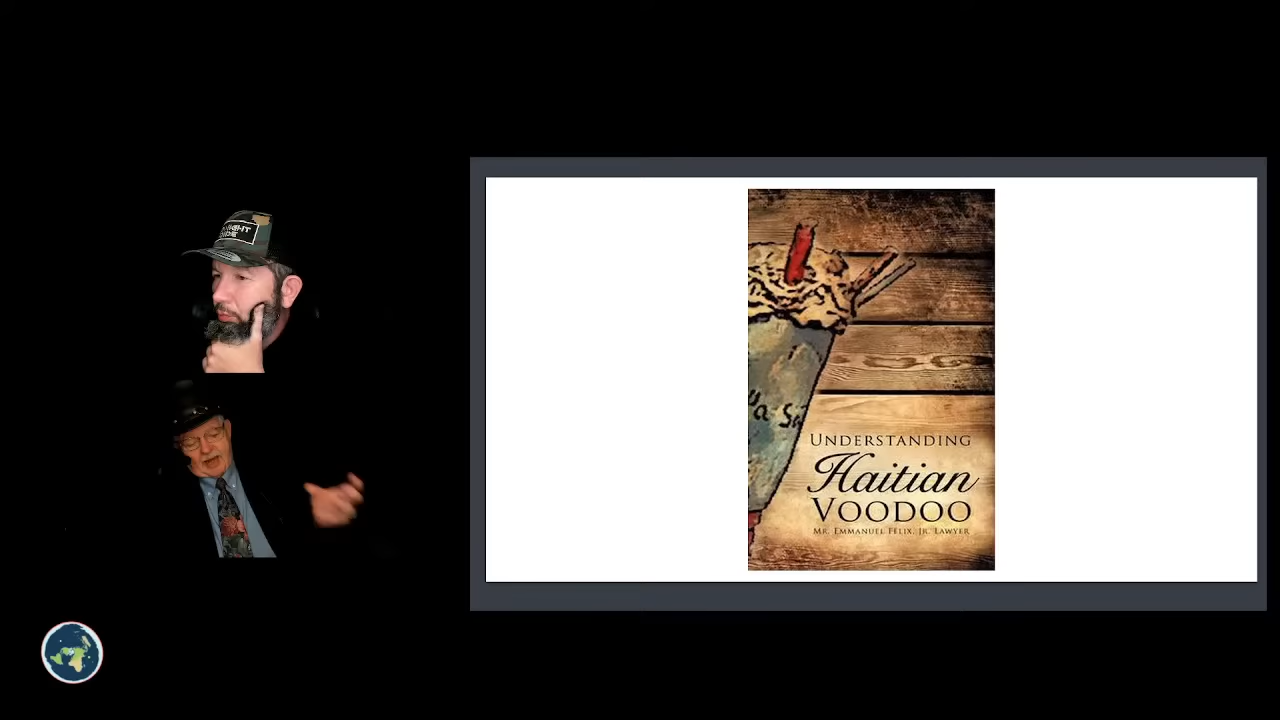 UNDERSTANDING
Haitian
VOODOO
MR. EMMANUEL FELIX, JR. LAWYER